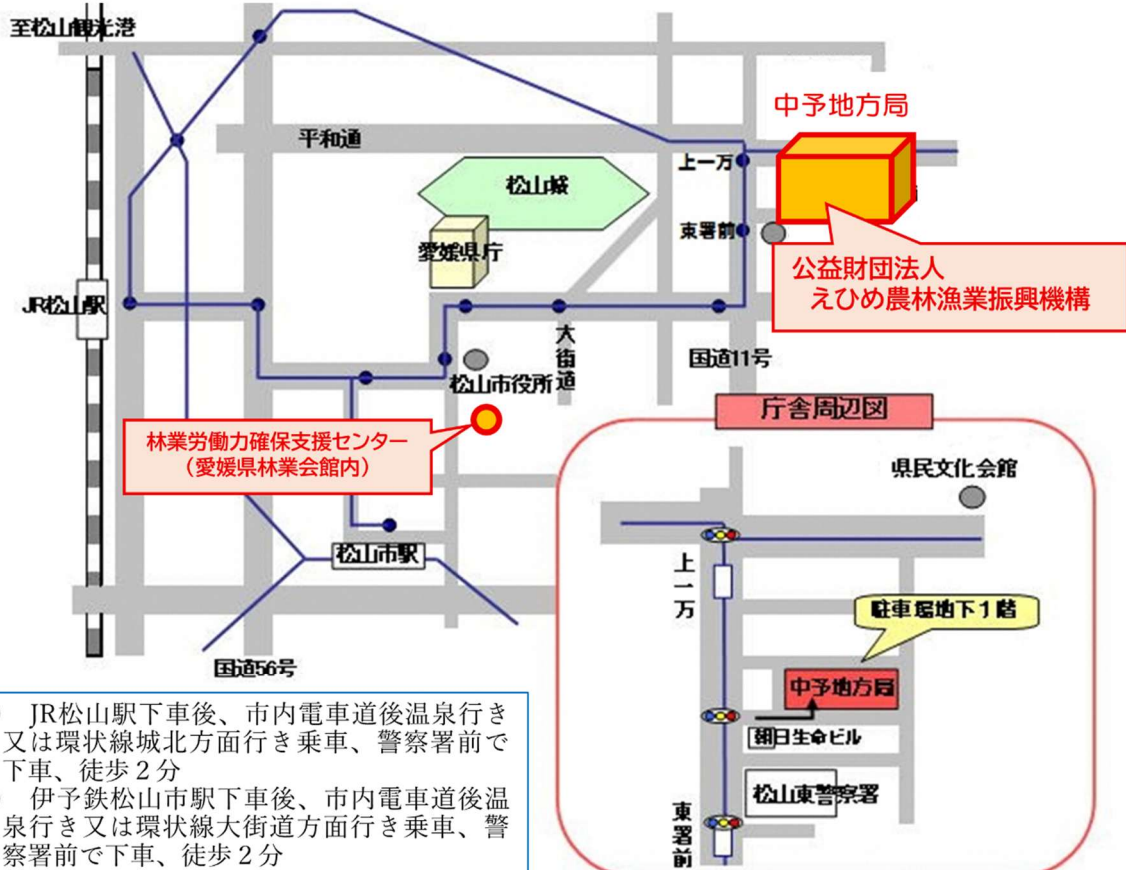 至松山観光港
中予地方局
平和通
上一万
松山城
東署前
愛媛県庁
公益財団法人
えひめ農林漁業振興機構
JR松山駅
大街道
国道11号
松山市役所
庁舎周辺図
林業労働力確保支援センター
(愛媛県林業会館内)
県民文化会館
松山市駅
上一万
駐車場地下1階
国道56号
中予地方局
朝日生命ビル
松山東警察署
東署前
JR松山駅下車後、市内電車道後温泉行き
又は環状線城北方面行き乗車、警察署前で
下車、徒歩2分
伊予鉄松山市駅下車後、市内電車道後温
泉行き又は環状線大街道方面行き乗車、警
察署前で下車、徒歩2分